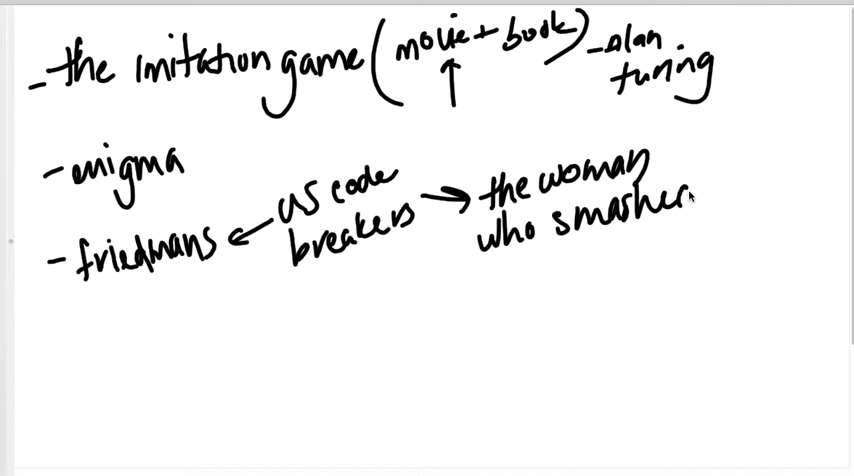 - the imitation game (movie + book) - alan
turing
- enigma
US code
breakers
- friedmans
the woman
who smasher